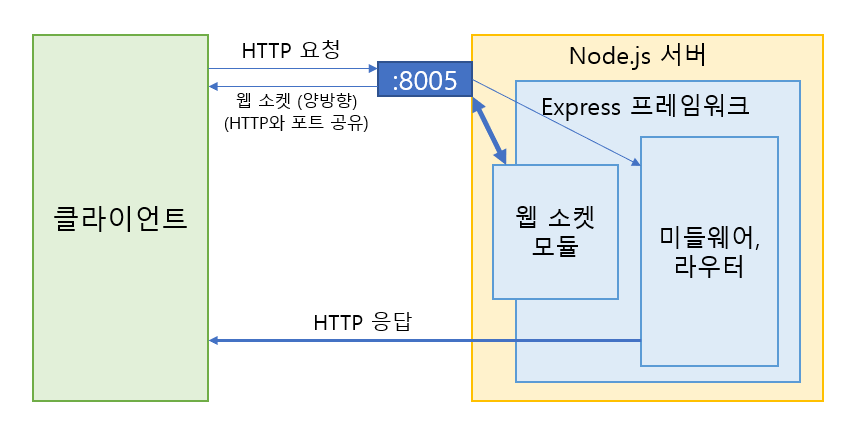 HTTP 요청
:8005
웹 소켓 (양방향)
(HTTP와 포트 공유)
Node.js 서버
Express 프레임워크
클라이언트
웹 소켓
모듈
미들웨어,
라우터
HTTP 응답